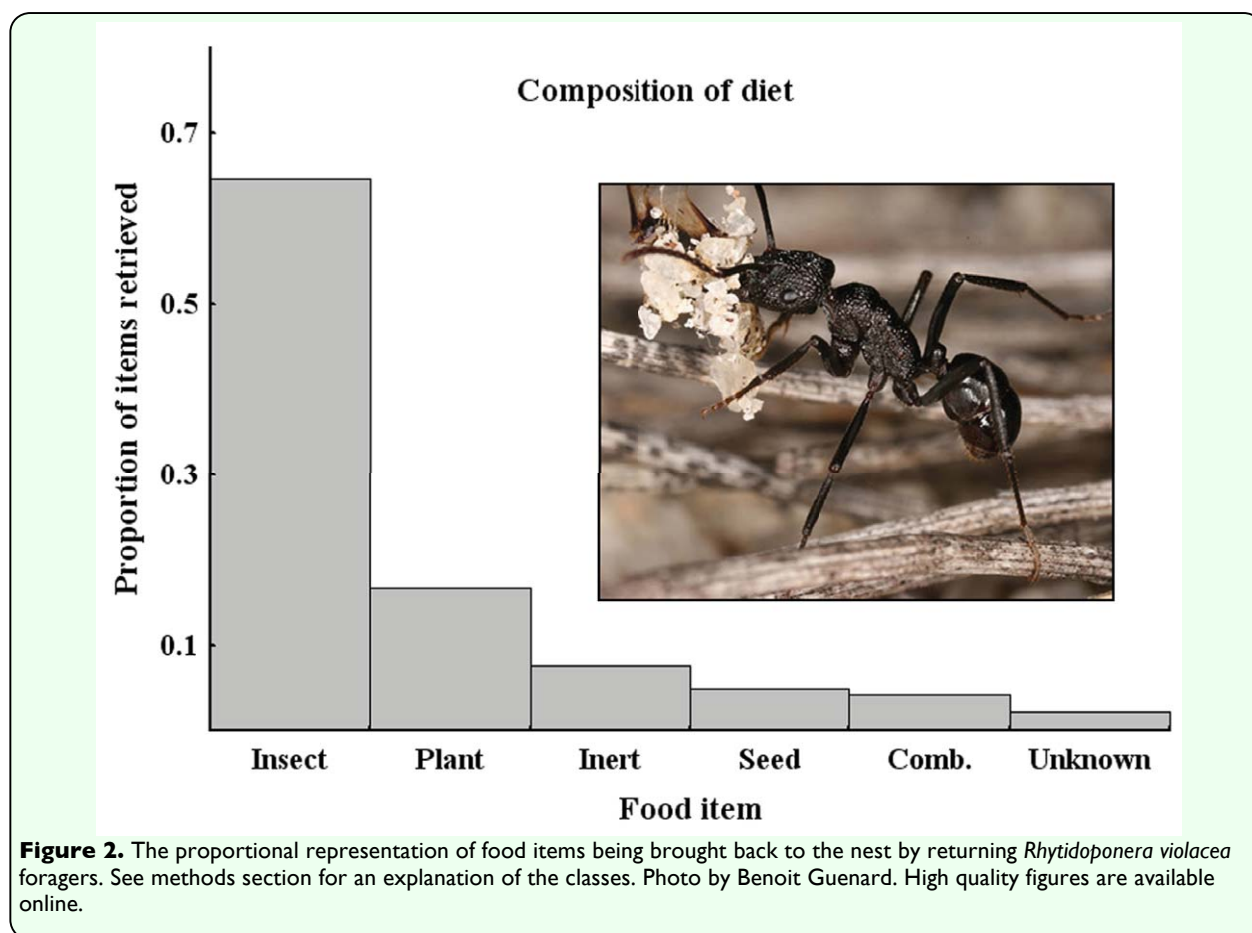 Composition of diet
0.7
0.5
0.3
0.1
Proportion of items retrieved
Insect Plant Inert Seed Comb. Unknown
Food item
Figure 2. The proportional representation of food items being brought back to the nest by returning Rhytidoponera violacea
foragers. See methods section for an explanation of the classes. Photo by Benoit Guenard. High quality figures are available
online.